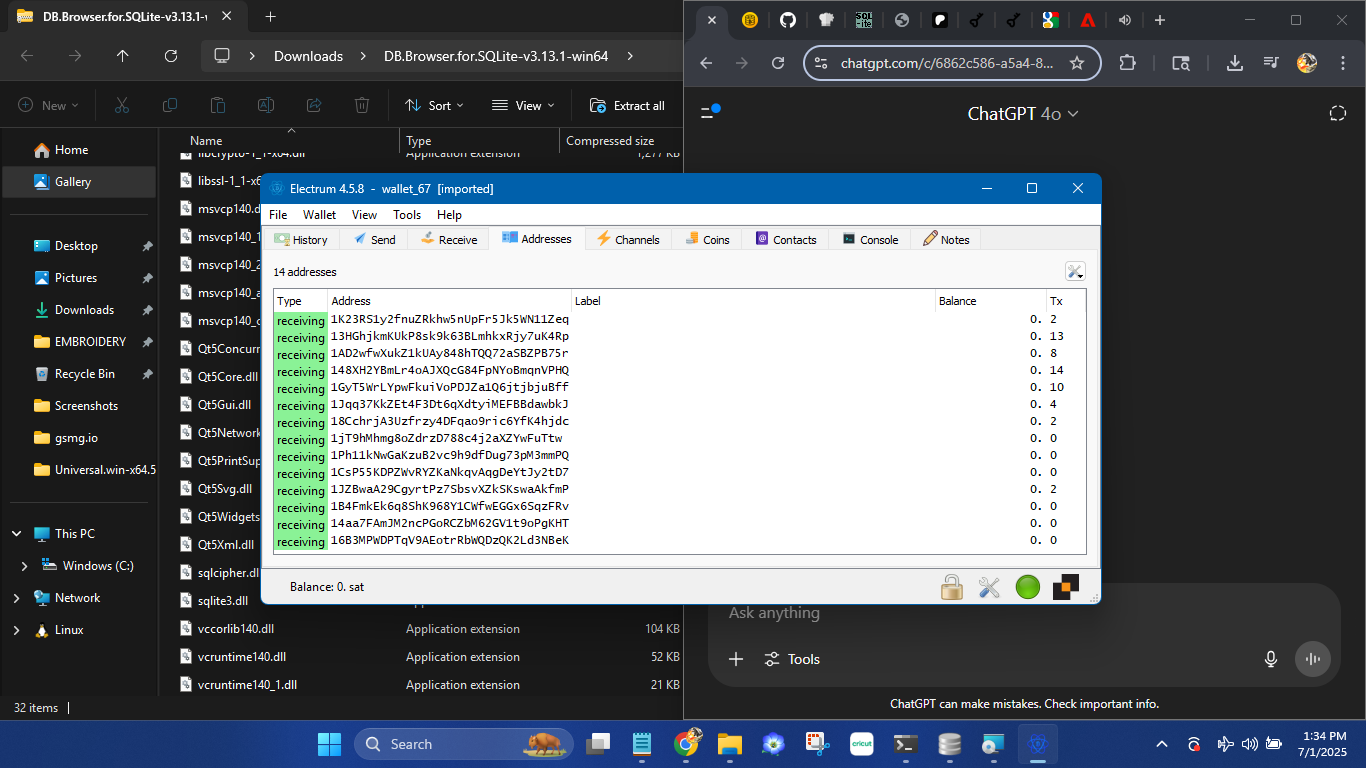 DB.Browser.for.SQLite-v3.13.1-v
Downloads
DB.Browser.for.SQLite-v3.13.1-win64
New
Sort
View
Extract all
Name
Type
Compressed size
Home
Gallery
Desktop
Pictures
Downloads
EMBROIDERY
Recycle Bin
Screenshots
gsmg.io
Universal.win-x64.5
This PC
Windows (C:)
Network
Linux
libcrypto-1_1-x64.dll Application extension 1,277 KB
libssl-1_1-x6
msvcp140.d
msvcp140_1
msvcp140_2
msvcp140_a
msvcp140_c
Qt5Concurr
Qt5Core.dll
Qt5Gui.dll
Qt5Network
Qt5PrintSup
Qt5Svg.dll
Qt5Widgets
Qt5Xml.dll
sqlcipher.dl
sqlite3.dll
vccorlib140.dll Application extension 104 KB
vcruntime140.dll Application extension 52 KB
vcruntime140_1.dll Application extension 21 KB
32 items
chatgpt.com/c/6862c586-a5a4-8...
ChatGPT 4o
Electrum 4.5.8 - wallet_67 [imported]
File Wallet View Tools Help
History Send Receive Addresses Channels Coins Contacts Console Notes
14 addresses
Type Address Label Balance Tx
receiving 1K23RS1y2fnuZRkhw5nUpFr5Jk5WN11Zeq 0. 2
receiving 13HGhjkmKUkP8sk9k63BLmhkxRjy7uK4Rp 0. 13
receiving 1AD2wfwXukZ1kUAy848hTQQ72aSBZPB75r 0. 8
receiving 148XH2YBmLr4oAJXQcG84FpNYoBmqnVPHQ 0. 14
receiving 1GyT5WrLYpwFkuiVoPDJZa1Q6jtjbjuBff 0. 10
receiving 1Jqq37KkZEt4F3Dt6qXdtyiMEFBBdawbkJ 0. 4
receiving 18CchrjA3Uzfrzy4DFqao9ric6YfK4hjdc 0. 2
receiving 1jT9hMhmg8oZdrzD788c4j2aXZYwFuTtw 0. 0
receiving 1Ph11kNwGaKzuB2vc9h9dfDug73pM3mmPQ 0. 0
receiving 1CsP55KDPZWvRYZKaNkqvAqgDeYtJy2tD7 0. 0
receiving 1JZBwaA29CgyrtPz7SbsvXZkSKswaAkfmP 0. 2
receiving 1B4FmkEk6q8ShK968Y1CWfwEGGx6SqzFRv 0. 0
receiving 14aa7FAmJM2ncPGoRCZbM62GV1t9oPgKHT 0. 0
receiving 16B3MPWDPTqV9AEotrRbWQDzQK2Ld3NBeK 0. 0
Balance: 0. sat
Ask anything
Tools
ChatGPT can make mistakes. Check important info.
Search
cricut
1:34 PM
7/1/2025